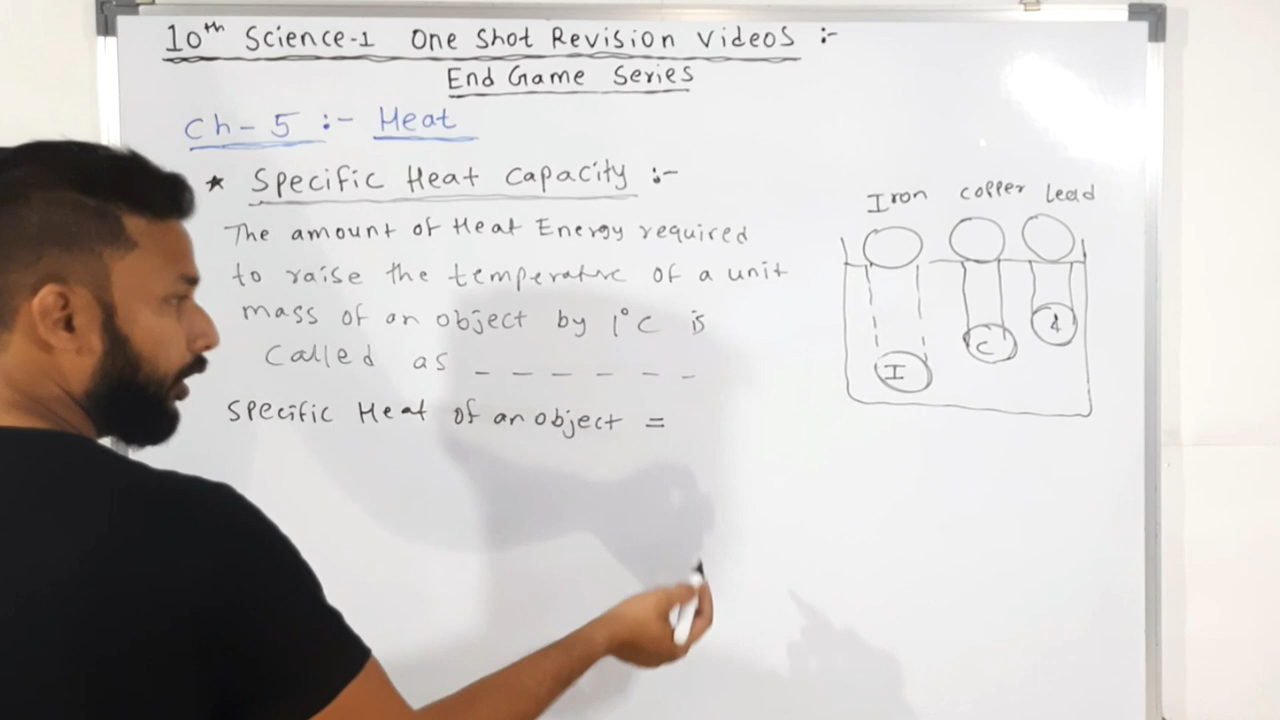 10th Science-1 One Shot Revision Videos :-
End Game Series
Ch - 5 :- Heat
★ Specific Heat Capacity :-
The amount of Heat Energy required
to raise the temperature of a unit
mass of an object by 1°C is
Called as _ _ _ _ _ _
Specific Heat of an object =
Iron Copper Lead
I
C